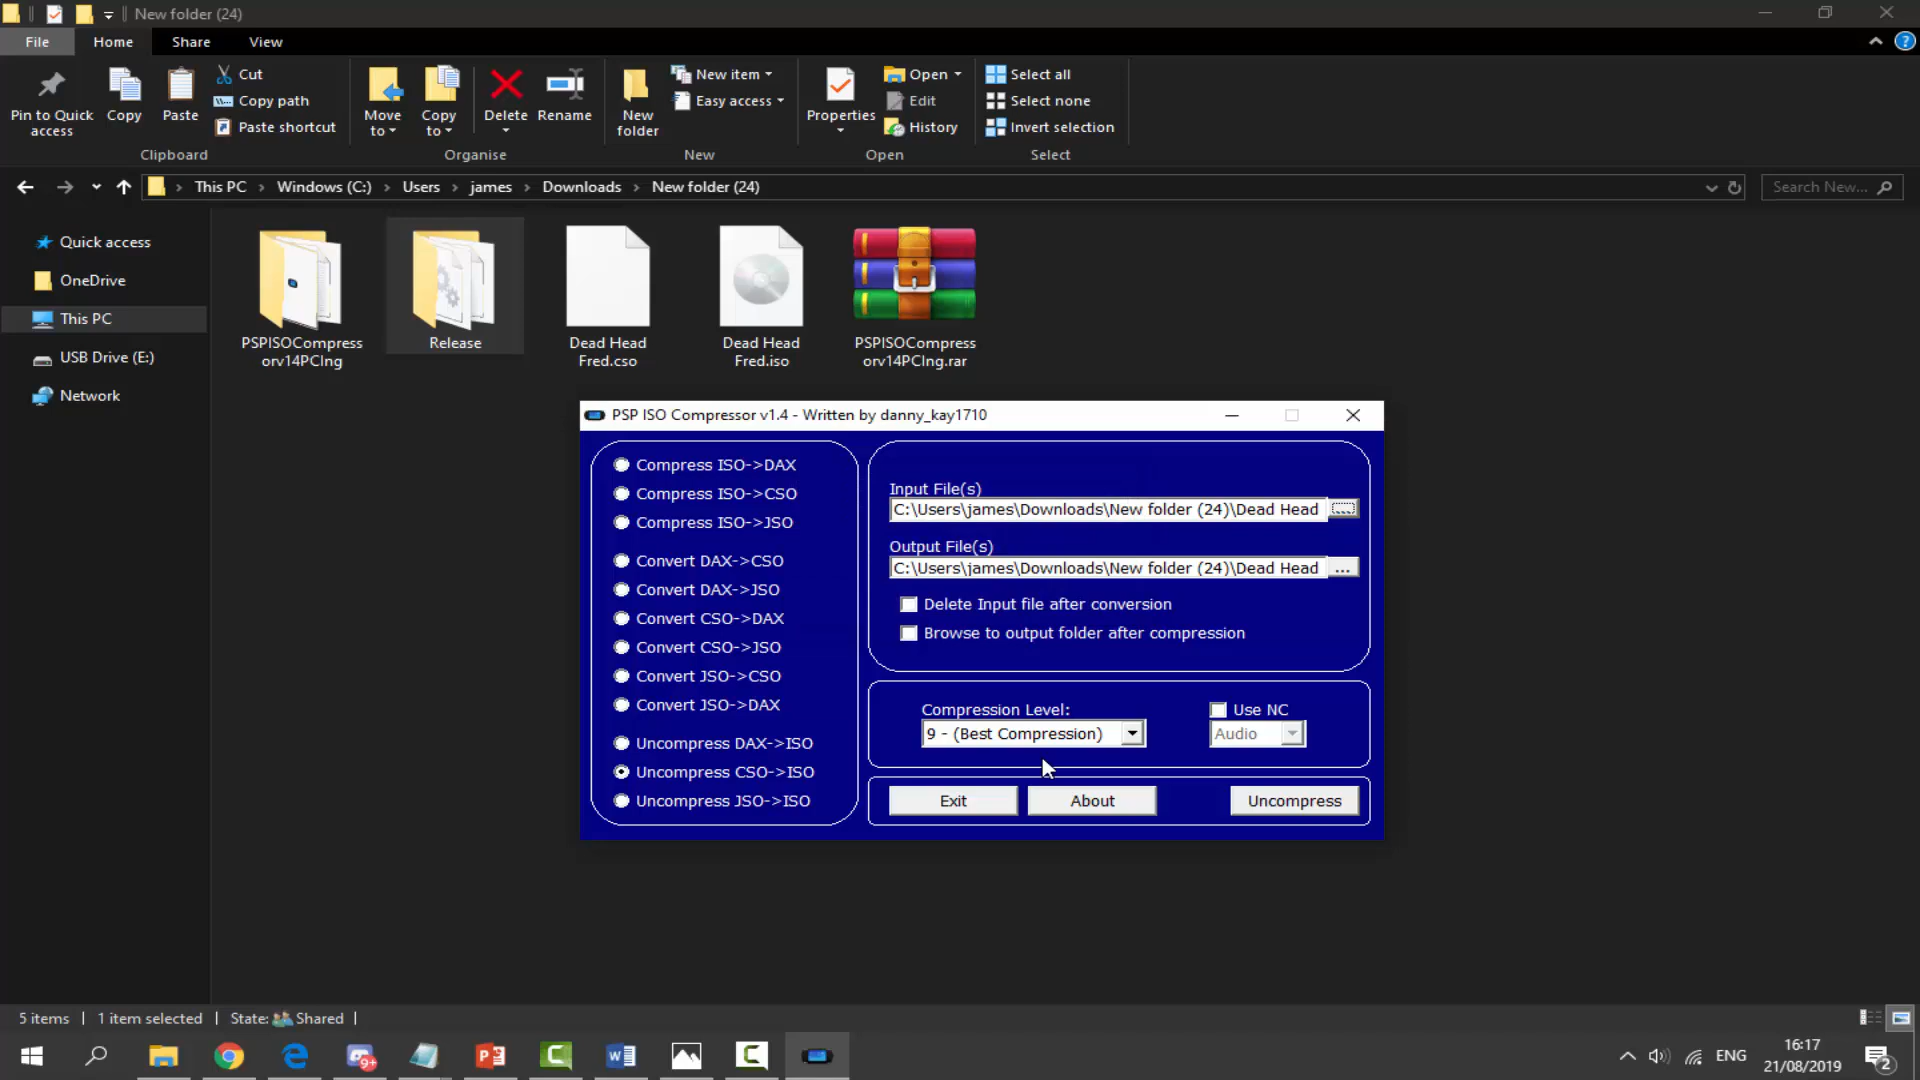 New folder (24)
File Home Share View
Pin to Quick access
Copy
Paste
Cut
Copy path
Paste shortcut
Clipboard
Move to
Copy to
Delete
Rename
Organise
New folder
New item
Easy access
New
Properties
Open
Edit
History
Open
Select all
Select none
Invert selection
Select
This PC > Windows (C:) > Users > james > Downloads > New folder (24)
Search New...
Quick access
OneDrive
This PC
USB Drive (E:)
Network
PSPISOCompress
orv14PCIng
Release
Dead Head
Fred.cso
Dead Head
Fred.iso
PSPISOCompress
orv14PCIng.rar
PSP ISO Compressor v1.4 - Written by danny_kay1710
Compress ISO->DAX
Compress ISO->CSO
Compress ISO->JSO
Convert DAX->CSO
Convert DAX->JSO
Convert CSO->DAX
Convert CSO->JSO
Convert JSO->CSO
Convert JSO->DAX
Uncompress DAX->ISO
Uncompress CSO->ISO
Uncompress JSO->ISO
Input File(s)
C:\Users\james\Downloads\New folder (24)\Dead Head
...
Output File(s)
C:\Users\james\Downloads\New folder (24)\Dead Head
...
Delete Input file after conversion
Browse to output folder after compression
Compression Level:
9 - (Best Compression)
Use NC
Audio
Exit
About
Uncompress
5 items | 1 item selected | State: Shared |
9+
ENG
16:17
21/08/2019
2